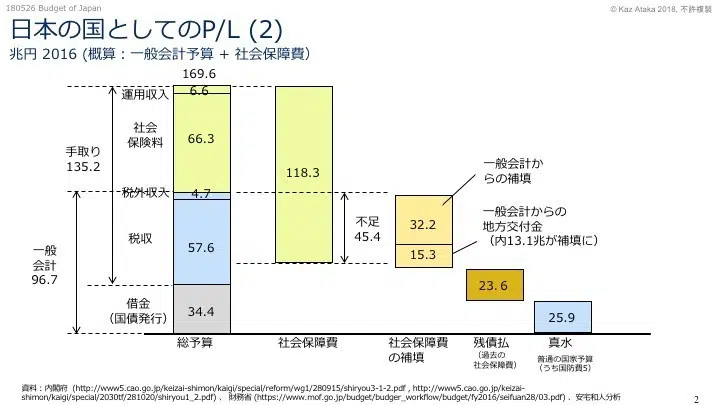 180526 Budget of Japan
© Kaz Ataka 2018, 不許複製
日本の国としてのP/L (2)
兆円 2016 (概算：一般会計予算 + 社会保障費)
169.6
運用収入
6.6
社会
保険料
66.3
手取り
135.2
118.3
税外収入
4.7
税収
57.6
一般
会計
96.7
借金
(国債発行)
34.4
不足
45.4
一般会計か
らの補填
32.2
一般会計からの
地方交付金
(内13.1兆が補填に)
15.3
23.6
25.9
総予算
社会保障費
社会保障費
の補填
残債払
(過去の
社会保障費)
真水
普通の国家予算
(うち国防費5)
資料：内閣府（http://www5.cao.go.jp/keizai-shimon/kaigi/special/reform/wg1/280915/shiryou3-1-2.pdf , http://www5.cao.go.jp/keizai-
shimon/kaigi/special/2030tf/281020/shiryou1_2.pdf）、 財務省 (https://www.mof.go.jp/budget/budger_workflow/budget/fy2016/seifuan28/03.pdf) 、安宅和人分析
2